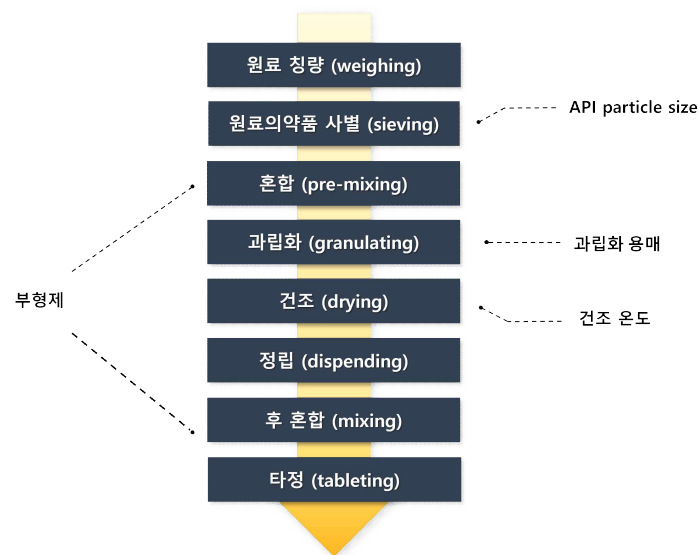 원료 칭량 (weighing)
원료의약품 사별 (sieving)
API particle size
혼합 (pre-mixing)
과립화 (granulating)
과립화 용매
부형제
건조 (drying)
건조 온도
정립 (dispending)
후 혼합 (mixing)
타정 (tableting)